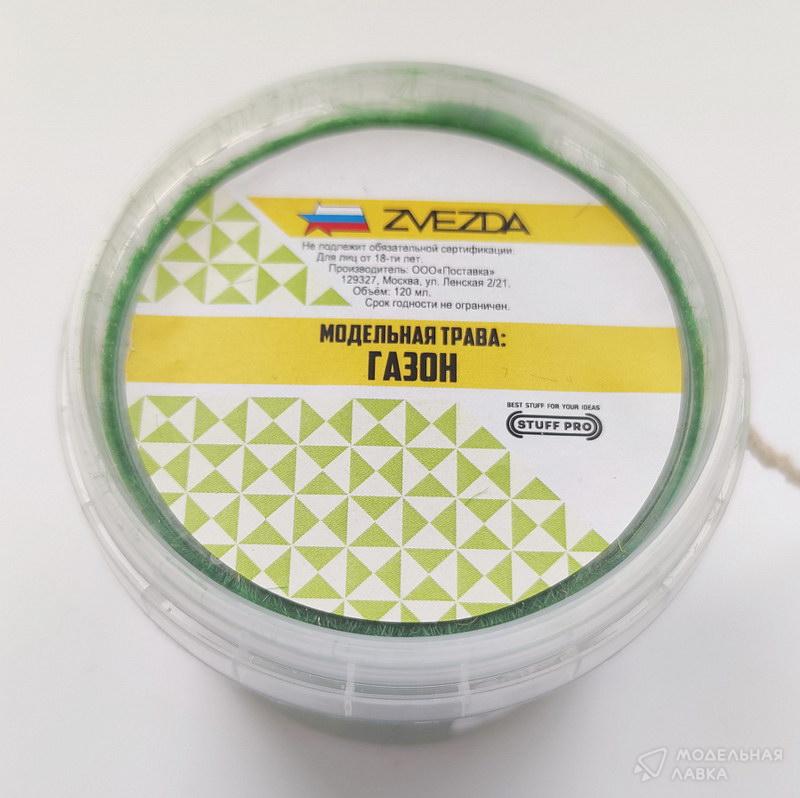 ZVEZDA
Не подлежит обязательной сертификации.
Для лиц от 18-ти лет.
Производитель: ООО«Поставка»
129327, Москва, ул. Ленская 2/21.
Объём: 120 мл.
Срок годности не ограничен.
МОДЕЛЬНАЯ ТРАВА:
ГАЗОН
BEST STUFF FOR YOUR IDEAS
STUFF PRO
МОДЕЛЬНАЯ
ЛАВКА